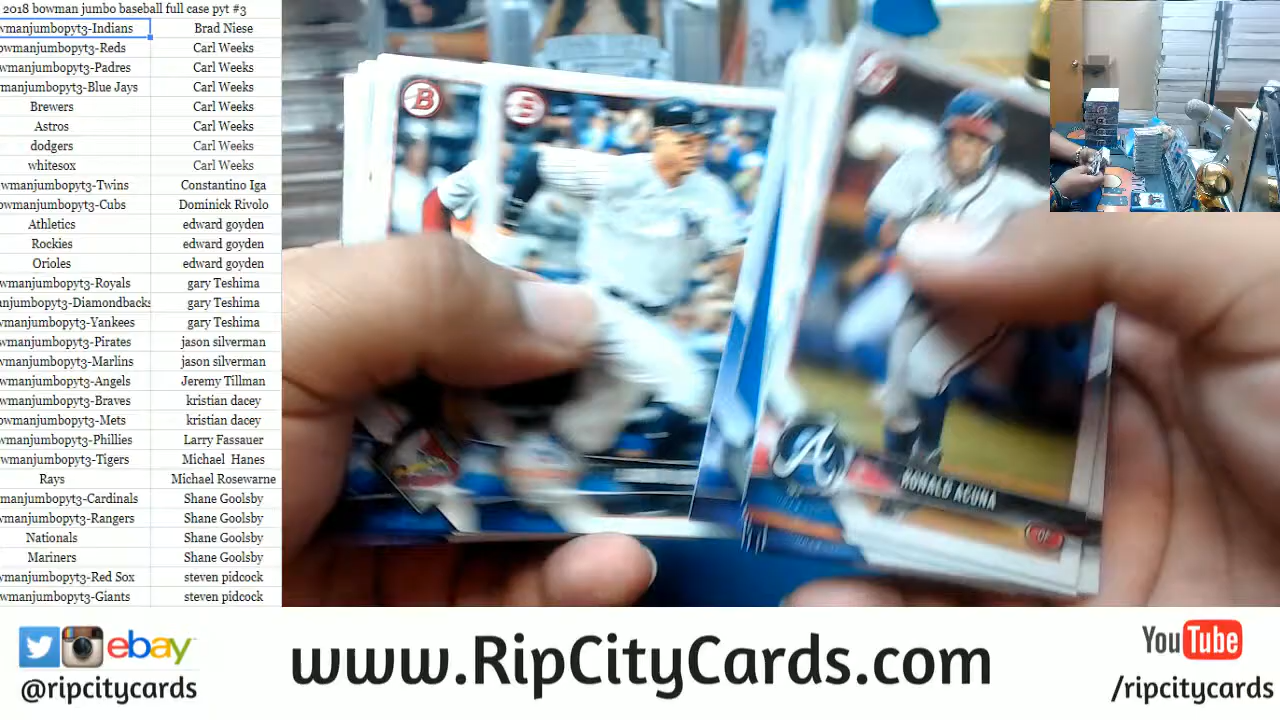 2018 bowman jumbo baseball full case pyt #3
wmanjumbopyt3-Indians Brad Niese
owmanjumbopyt3-Reds Carl Weeks
owmanjumbopyt3-Padres Carl Weeks
wmanjumbopyt3-Blue Jays Carl Weeks
Brewers Carl Weeks
Astros Carl Weeks
dodgers Carl Weeks
whitesox Carl Weeks
wmanjumbopyt3-Twins Constantino Iga
owmanjumbopyt3-Cubs Dominick Rivolo
Athletics edward goyden
Rockies edward goyden
Orioles edward goyden
wmanjumbopyt3-Royals gary Teshima
anjumbopyt3-Diamondbacks gary Teshima
wmanjumbopyt3-Yankees gary Teshima
wmanjumbopyt3-Pirates jason silverman
wmanjumbopyt3-Marlins jason silverman
wmanjumbopyt3-Angels Jeremy Tillman
wmanjumbopyt3-Braves kristian dacey
owmanjumbopyt3-Mets kristian dacey
wmanjumbopyt3-Phillies Larry Fassauer
wmanjumbopyt3-Tigers Michael Hanes
Rays Michael Rosewarne
manjumbopyt3-Cardinals Shane Goolsby
wmanjumbopyt3-Rangers Shane Goolsby
Nationals Shane Goolsby
Mariners Shane Goolsby
wmanjumbopyt3-Red Sox steven pidcock
wmanjumbopyt3-Giants steven pidcock
B
B
A
RONALD ACUNA
OF
ebay
@ripcitycards
www.RipCityCards.com
YouTube
/ripcitycards